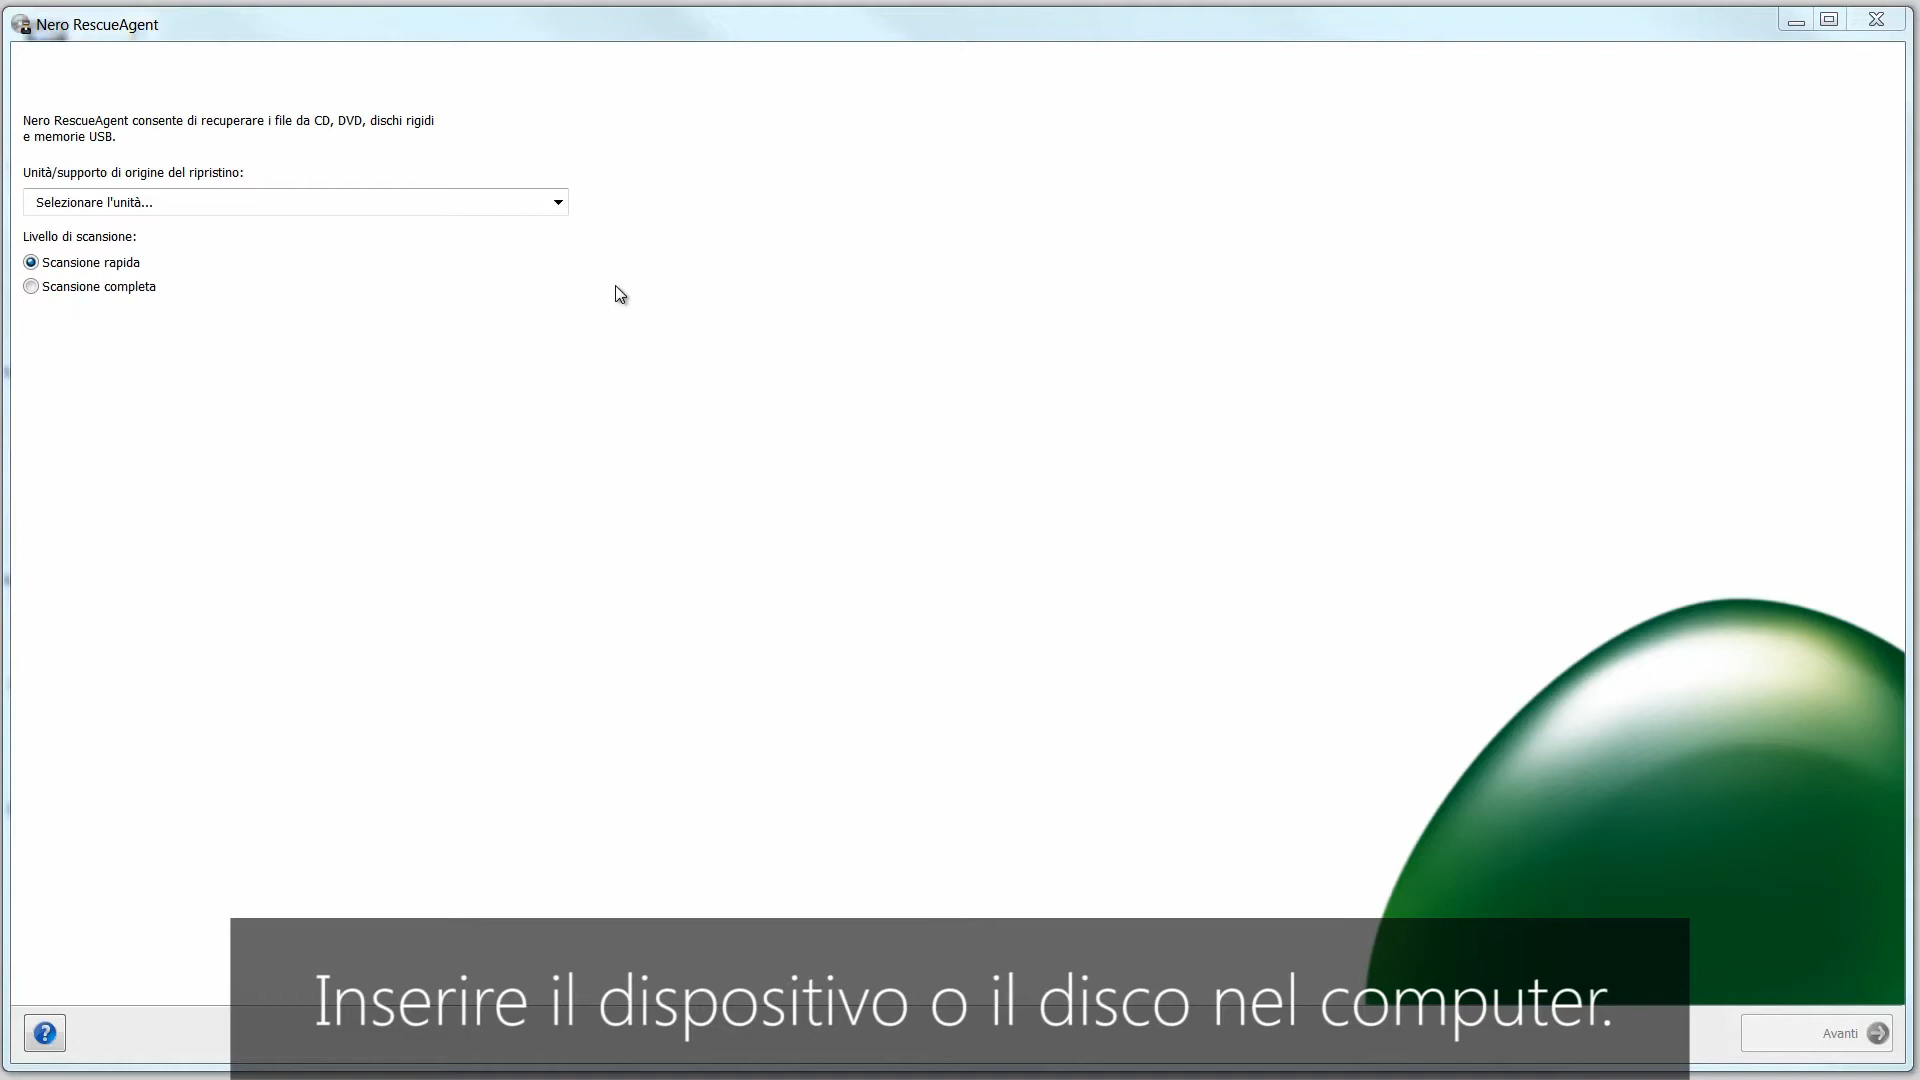 Nero RescueAgent
Nero RescueAgent consente di recuperare i file da CD, DVD, dischi rigidi
e memorie USB.
Unità/supporto di origine del ripristino:
Selezionare l'unità...
Livello di scansione:
Scansione rapida
Scansione completa
Inserire il dispositivo o il disco nel computer.
Avanti